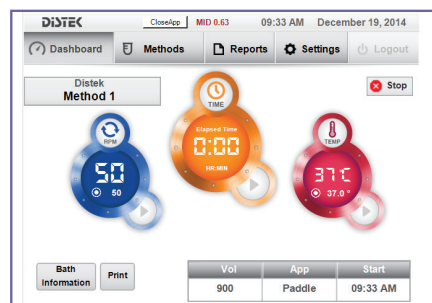 DISTEK CloseApp MID 0.63 09:33 AM December 19, 2014
Dashboard Methods Reports Settings Logout
Distek
Method 1
Stop
TIME
Elapsed Time
0:00
HR:MIN
RPM
50
50
TEMP
37C
37.0 °
Bath
Information
Print
Vol App Start
900 Paddle 09:33 AM